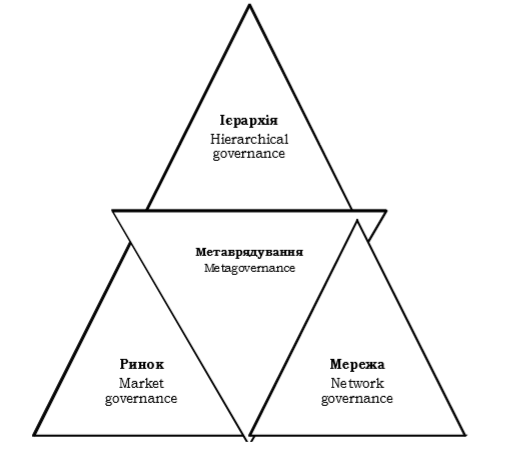 Ієрархія
Hierarchical
governance
Метаврядування
Metagovernance
Ринок
Market
governance
Мережа
Network
governance